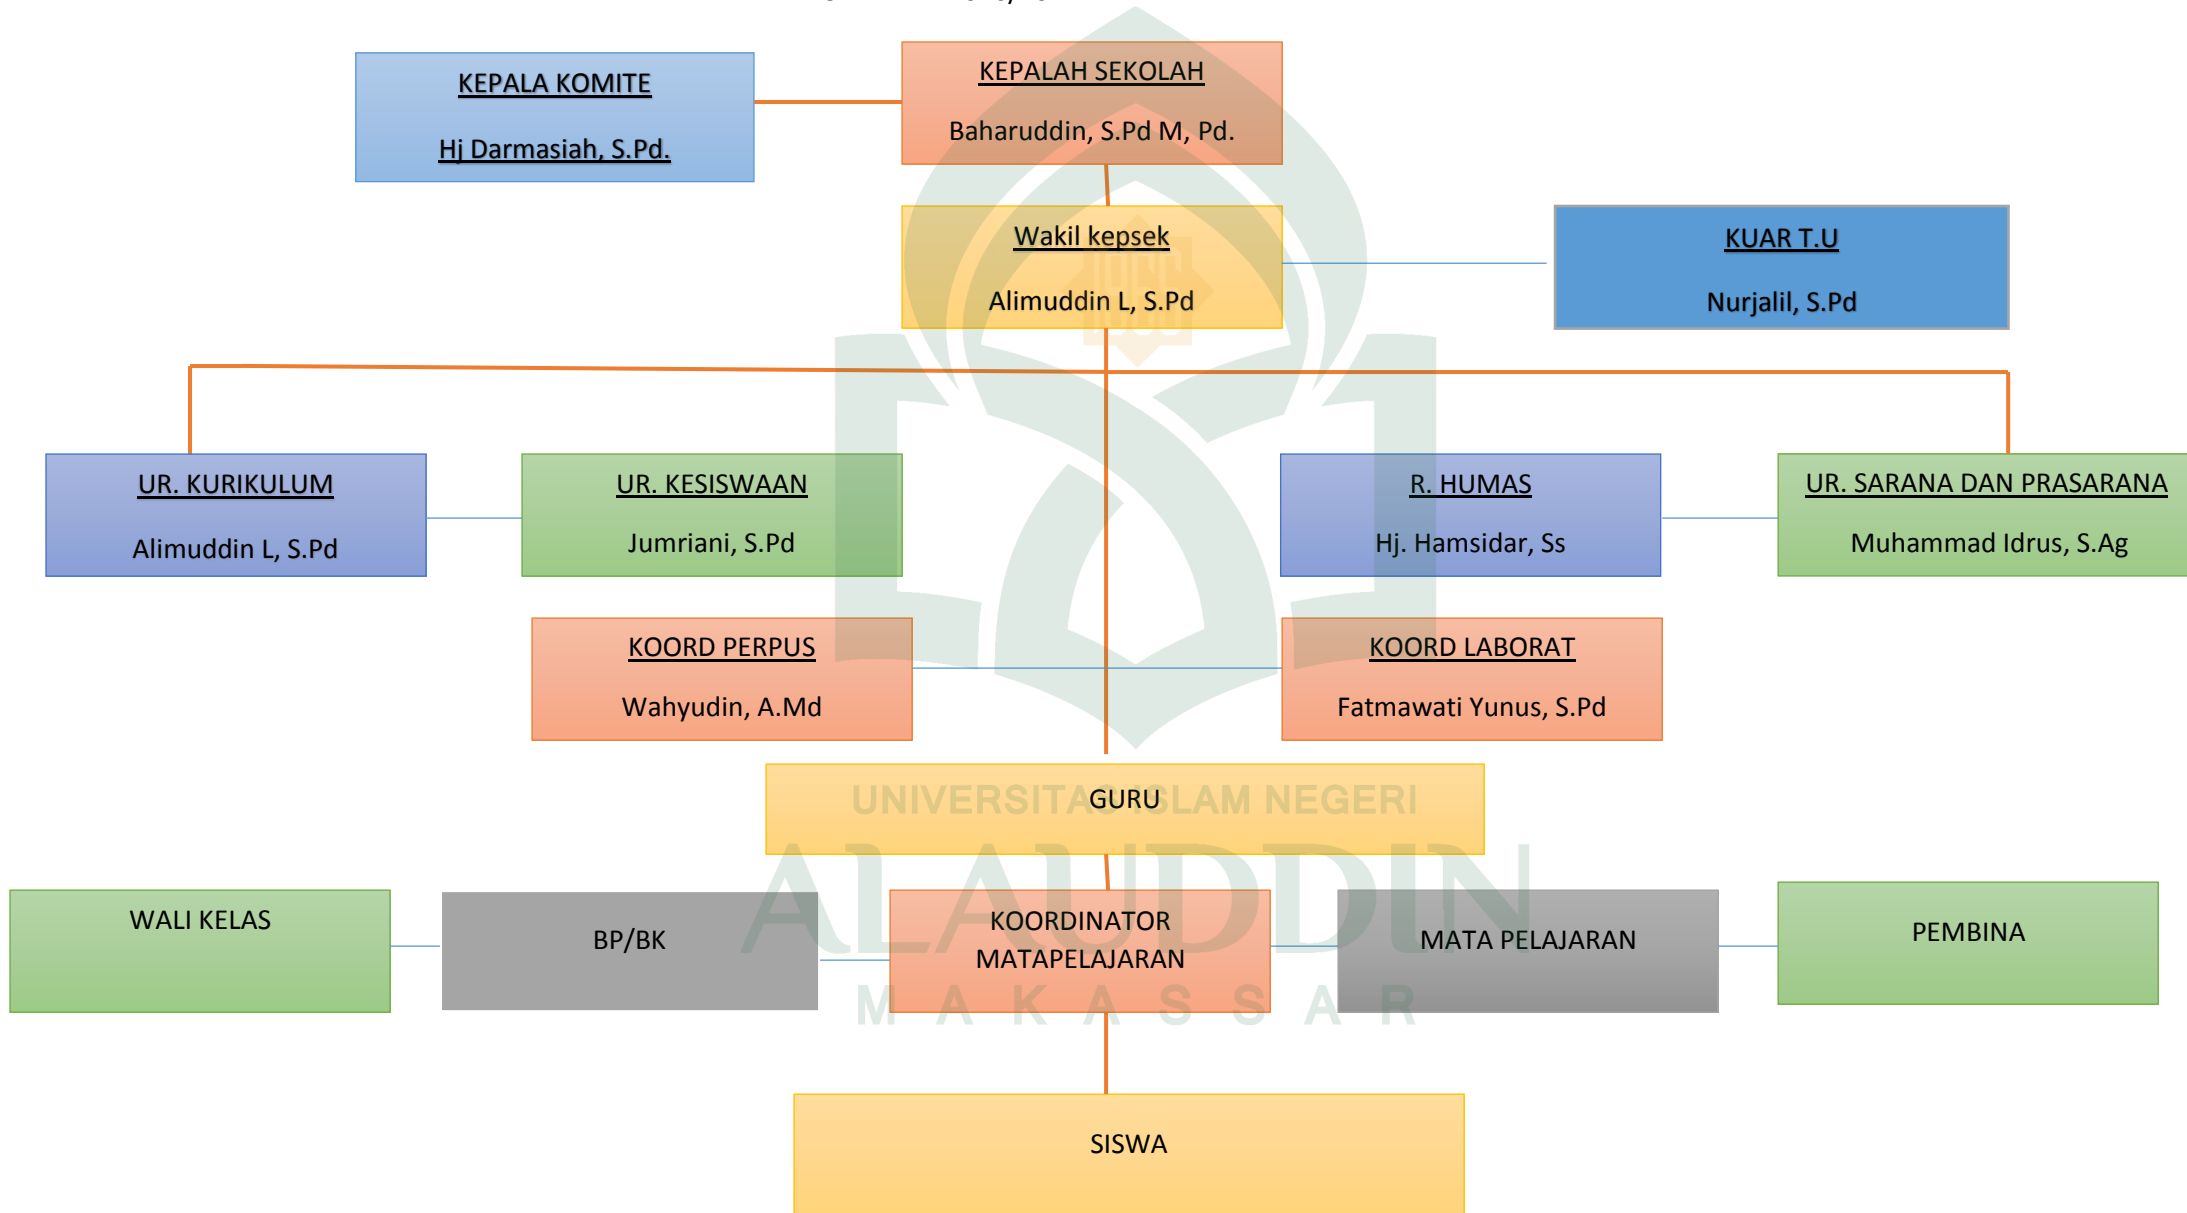 KEPALA KOMITE
Hj Darmasiah, S.Pd.
KEPALAH SEKOLAH
Baharuddin, S.Pd M, Pd.
Wakil kepsek
Alimuddin L, S.Pd
KUAR T.U
Nurjalil, S.Pd
UR. KURIKULUM
Alimuddin L, S.Pd
UR. KESISWAAN
Jumriani, S.Pd
R. HUMAS
Hj. Hamsidar, Ss
UR. SARANA DAN PRASARANA
Muhammad Idrus, S.Ag
KOORD PERPUS
Wahyudin, A.Md
KOORD LABORAT
Fatmawati Yunus, S.Pd
GURU
UNIVERSITAS ISLAM NEGERI
ALAUDDIN
MAKASSAR
WALI KELAS
BP/BK
KOORDINATOR
MATAPELAJARAN
MATA PELAJARAN
PEMBINA
SISWA